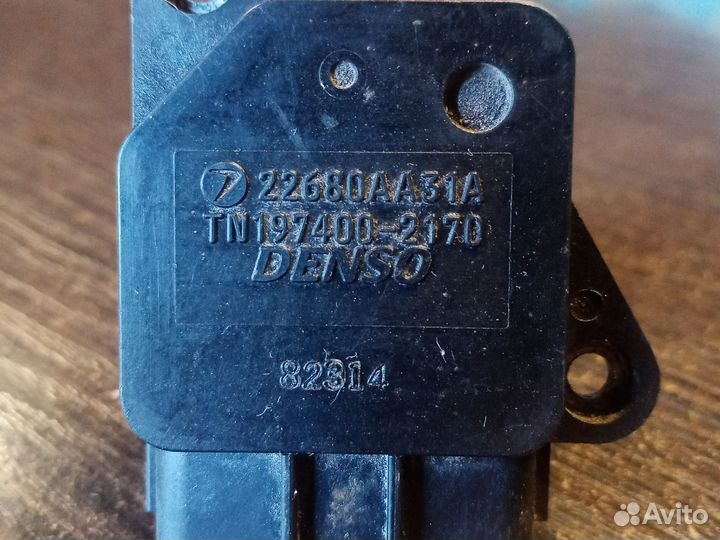 22680AA31A
TN197400-2170
DENSO
82314
Avito